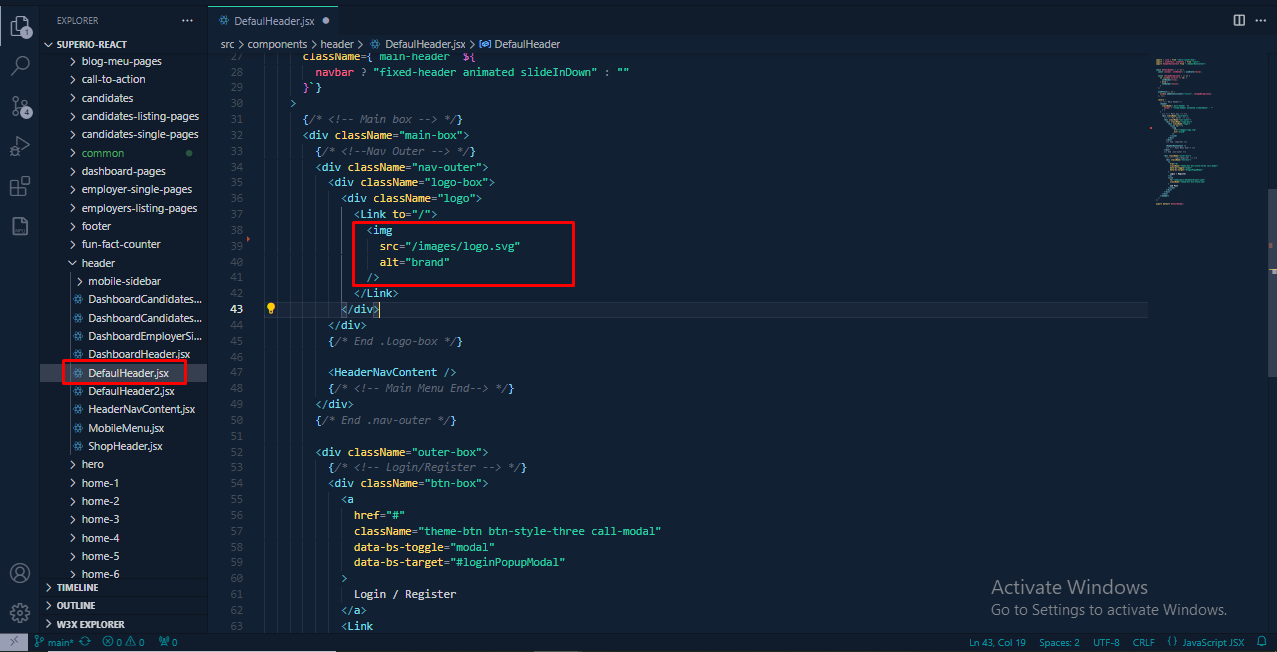 EXPLORER
SUPERIO-REACT
blog-meu-pages
call-to-action
candidates
candidates-listing-pages
candidates-single-pages
common
dashboard-pages
employer-single-pages
employers-listing-pages
footer
fun-fact-counter
header
mobile-sidebar
DashboardCandidates...
DashboardCandidates...
DashboardEmployerSi...
DashboardHeader.jsx
DefaulHeader.jsx
DefaulHeader2.jsx
HeaderNavContent.jsx
MobileMenu.jsx
ShopHeader.jsx
hero
home-1
home-2
home-3
home-4
home-5
home-6
TIMELINE
OUTLINE
W3X EXPLORER
1
4
DefaulHeader.jsx
src > components > header > DefaulHeader.jsx > DefaulHeader
27 className={`main-header ${
28 navbar ? "fixed-header animated slideInDown" : ""
29 }`}
30 >
31 {/* <!-- Main box --> */}
32 <div className="main-box">
33 {/* <!--Nav Outer --> */}
34 <div className="nav-outer">
35 <div className="logo-box">
36 <div className="logo">
37 <Link to="/">
38 <img
39 src="/images/logo.svg"
40 alt="brand"
41 />
42 </Link>
43 </div>
44 </div>
45 {/* End .logo-box */}
46
47 <HeaderNavContent />
48 {/* <!-- Main Menu End--> */}
49 </div>
50 {/* End .nav-outer */}
51
52 <div className="outer-box">
53 {/* <!-- Login/Register --> */}
54 <div className="btn-box">
55 <a
56 href="#"
57 className="theme-btn btn-style-three call-modal"
58 data-bs-toggle="modal"
59 data-bs-target="#loginPopupModal"
60 >
61 Login / Register
62 </a>
63 <Link
Activate Windows
Go to Settings to activate Windows.
main* 0 0 0
Ln 43, Col 19 Spaces: 2 UTF-8 CRLF {} JavaScript JSX